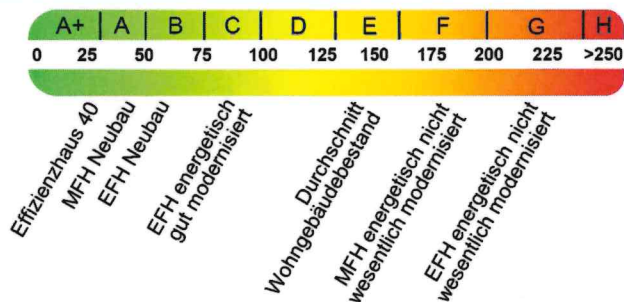 A+ A B C D E F G H
0 25 50 75 100 125 150 175 200 225 >250
Effizienzhaus 40
MFH Neubau
EFH Neubau
EFH energetisch
gut modernisiert
Durchschnitt
Wohngebäudebestand
MFH energetisch nicht
wesentlich modernisiert
EFH energetisch nicht
wesentlich modernisiert